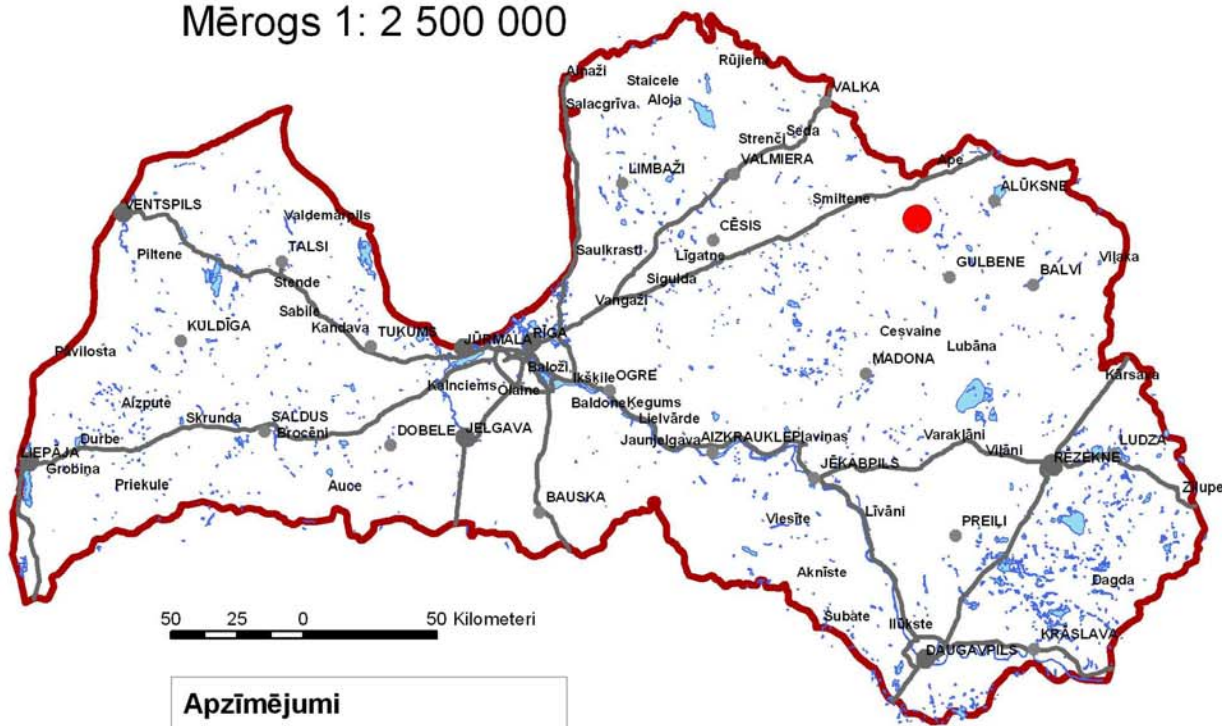 Mērogs 1: 2 500 000
Ainaži
Staicele
Rūjiena
Salacgrīva
Aloja
VALKA
Strenči
Seda
VALMIERA
LIMBAŽI
Ape
ALŪKSNE
Smiltene
VENTSPILS
Valdemārpils
Piltene
TALSI
Stende
Saulkrasti
CĒSIS
Līgatne
Sigulda
Vangaži
GULBENE
BALVI
Viļaka
Sabile
Kandava
KULDĪGA
TUKUMS
JŪRMALA
RĪGA
Cesvaine
Lubāna
MADONA
Pāvilosta
Kalnciems
Baloži
Olaine
Ikšķile
OGRE
Baldone
Ķegums
Lielvārde
Kārsava
Aizpute
Skrunda
SALDUS
Brocēni
DOBELE
JELGAVA
Jaunjelgava
AIZKRAUKLE
Pļaviņas
Varakļāni
Viļāni
LUDZA
Durbe
LIEPĀJA
Grobiņa
Priekule
Auce
BAUSKA
JĒKABPILS
RĒZEKNE
Zilupe
Viesīte
Līvāni
PREIĻI
Aknīste
Dagda
Subate
Ilūkste
DAUGAVPILS
KRĀSLAVA
50 25 0 50 Kilometeri
Apzīmējumi